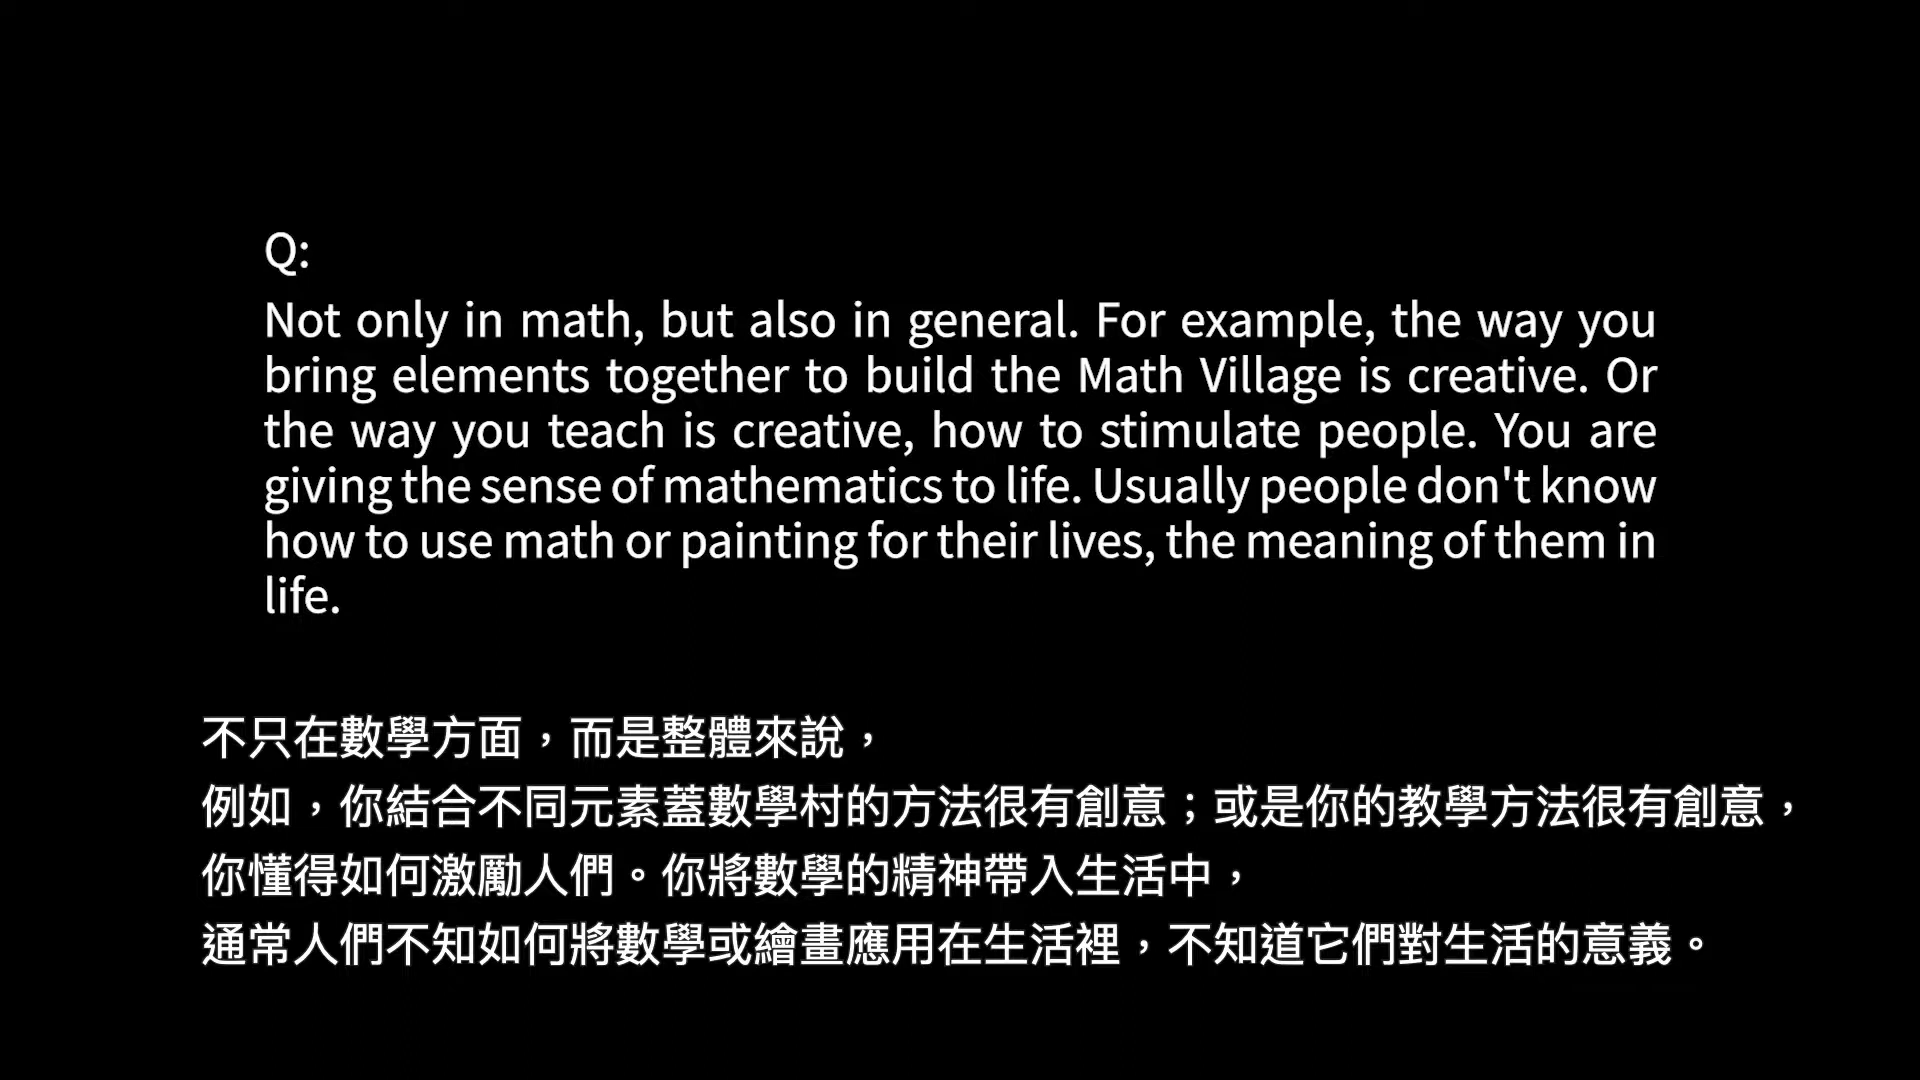 Q:
Not only in math, but also in general. For example, the way you
bring elements together to build the Math Village is creative. Or
the way you teach is creative, how to stimulate people. You are
giving the sense of mathematics to life. Usually people don't know
how to use math or painting for their lives, the meaning of them in
life.
不只在數學方面，而是整體來說，
例如，你結合不同元素蓋數學村的方法很有創意；或是你的教學方法很有創意，
你懂得如何激勵人們。你將數學的精神帶入生活中，
通常人們不知如何將數學或繪畫應用在生活裡，不知道它們對生活的意義。